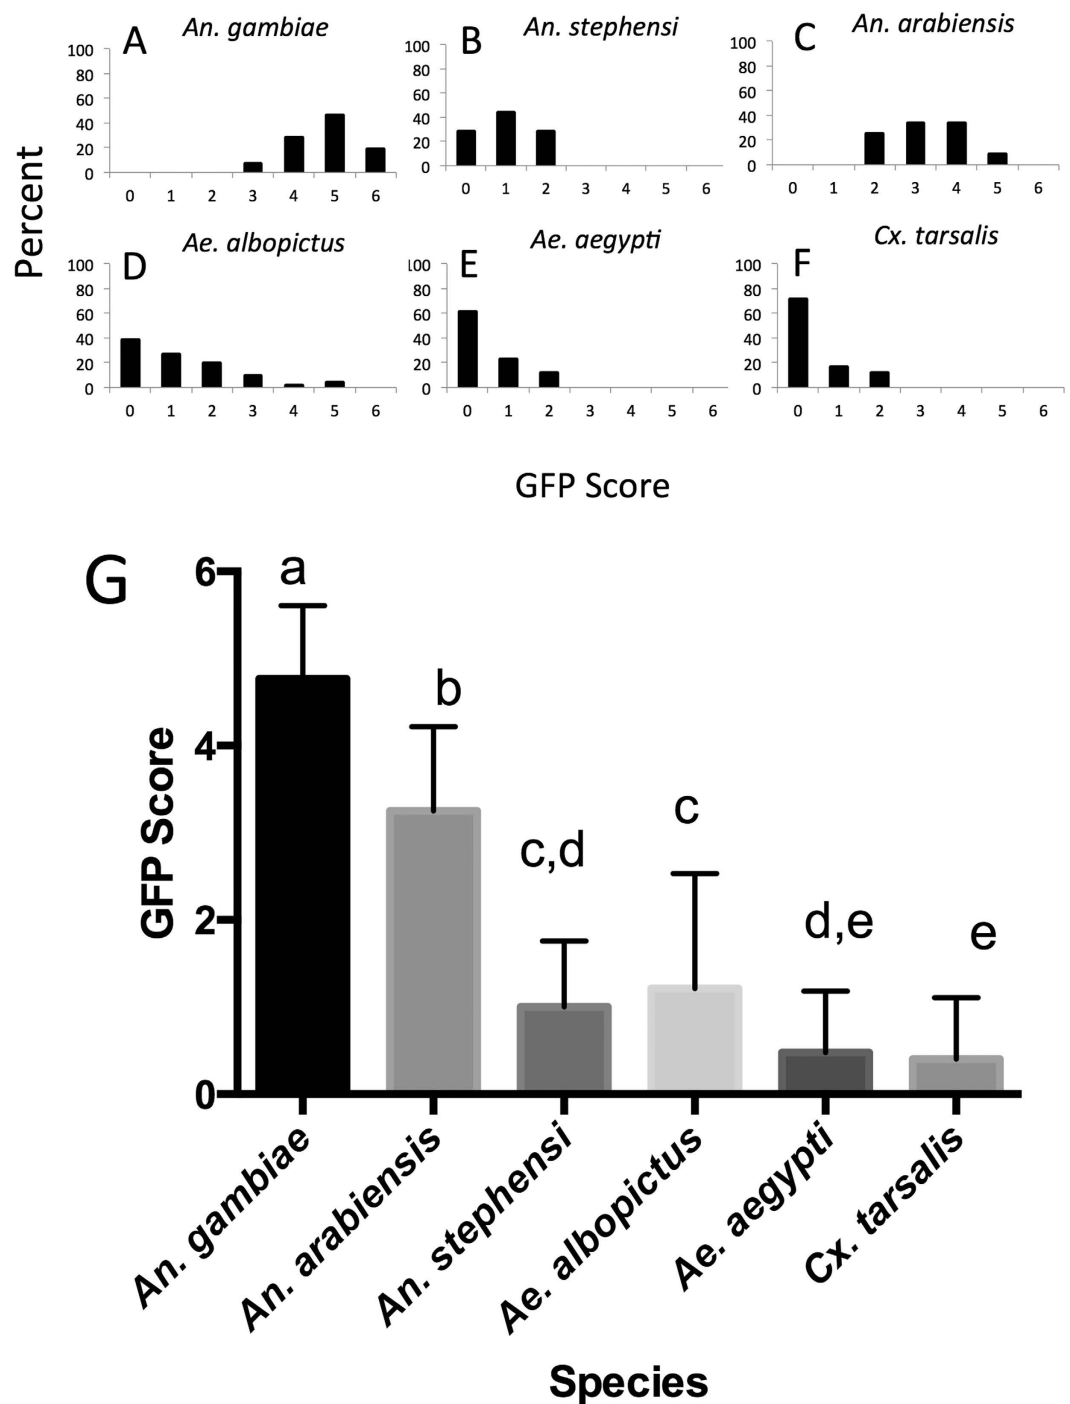 A An. gambiae
100
80
60
40
20
0
0 1 2 3 4 5 6
B An. stephensi
100
80
60
40
20
0
0 1 2 3 4 5 6
C An. arabiensis
100
80
60
40
20
0
0 1 2 3 4 5 6
Percent
D Ae. albopictus
100
80
60
40
20
0
0 1 2 3 4 5 6
E Ae. aegypti
100
80
60
40
20
0
0 1 2 3 4 5 6
F Cx. tarsalis
100
80
60
40
20
0
0 1 2 3 4 5 6
GFP Score
G
GFP Score
6
4
2
0
a
b
c,d
c
d,e
e
An. gambiae
An. arabiensis
An. stephensi
Ae. albopictus
Ae. aegypti
Cx. tarsalis
Species